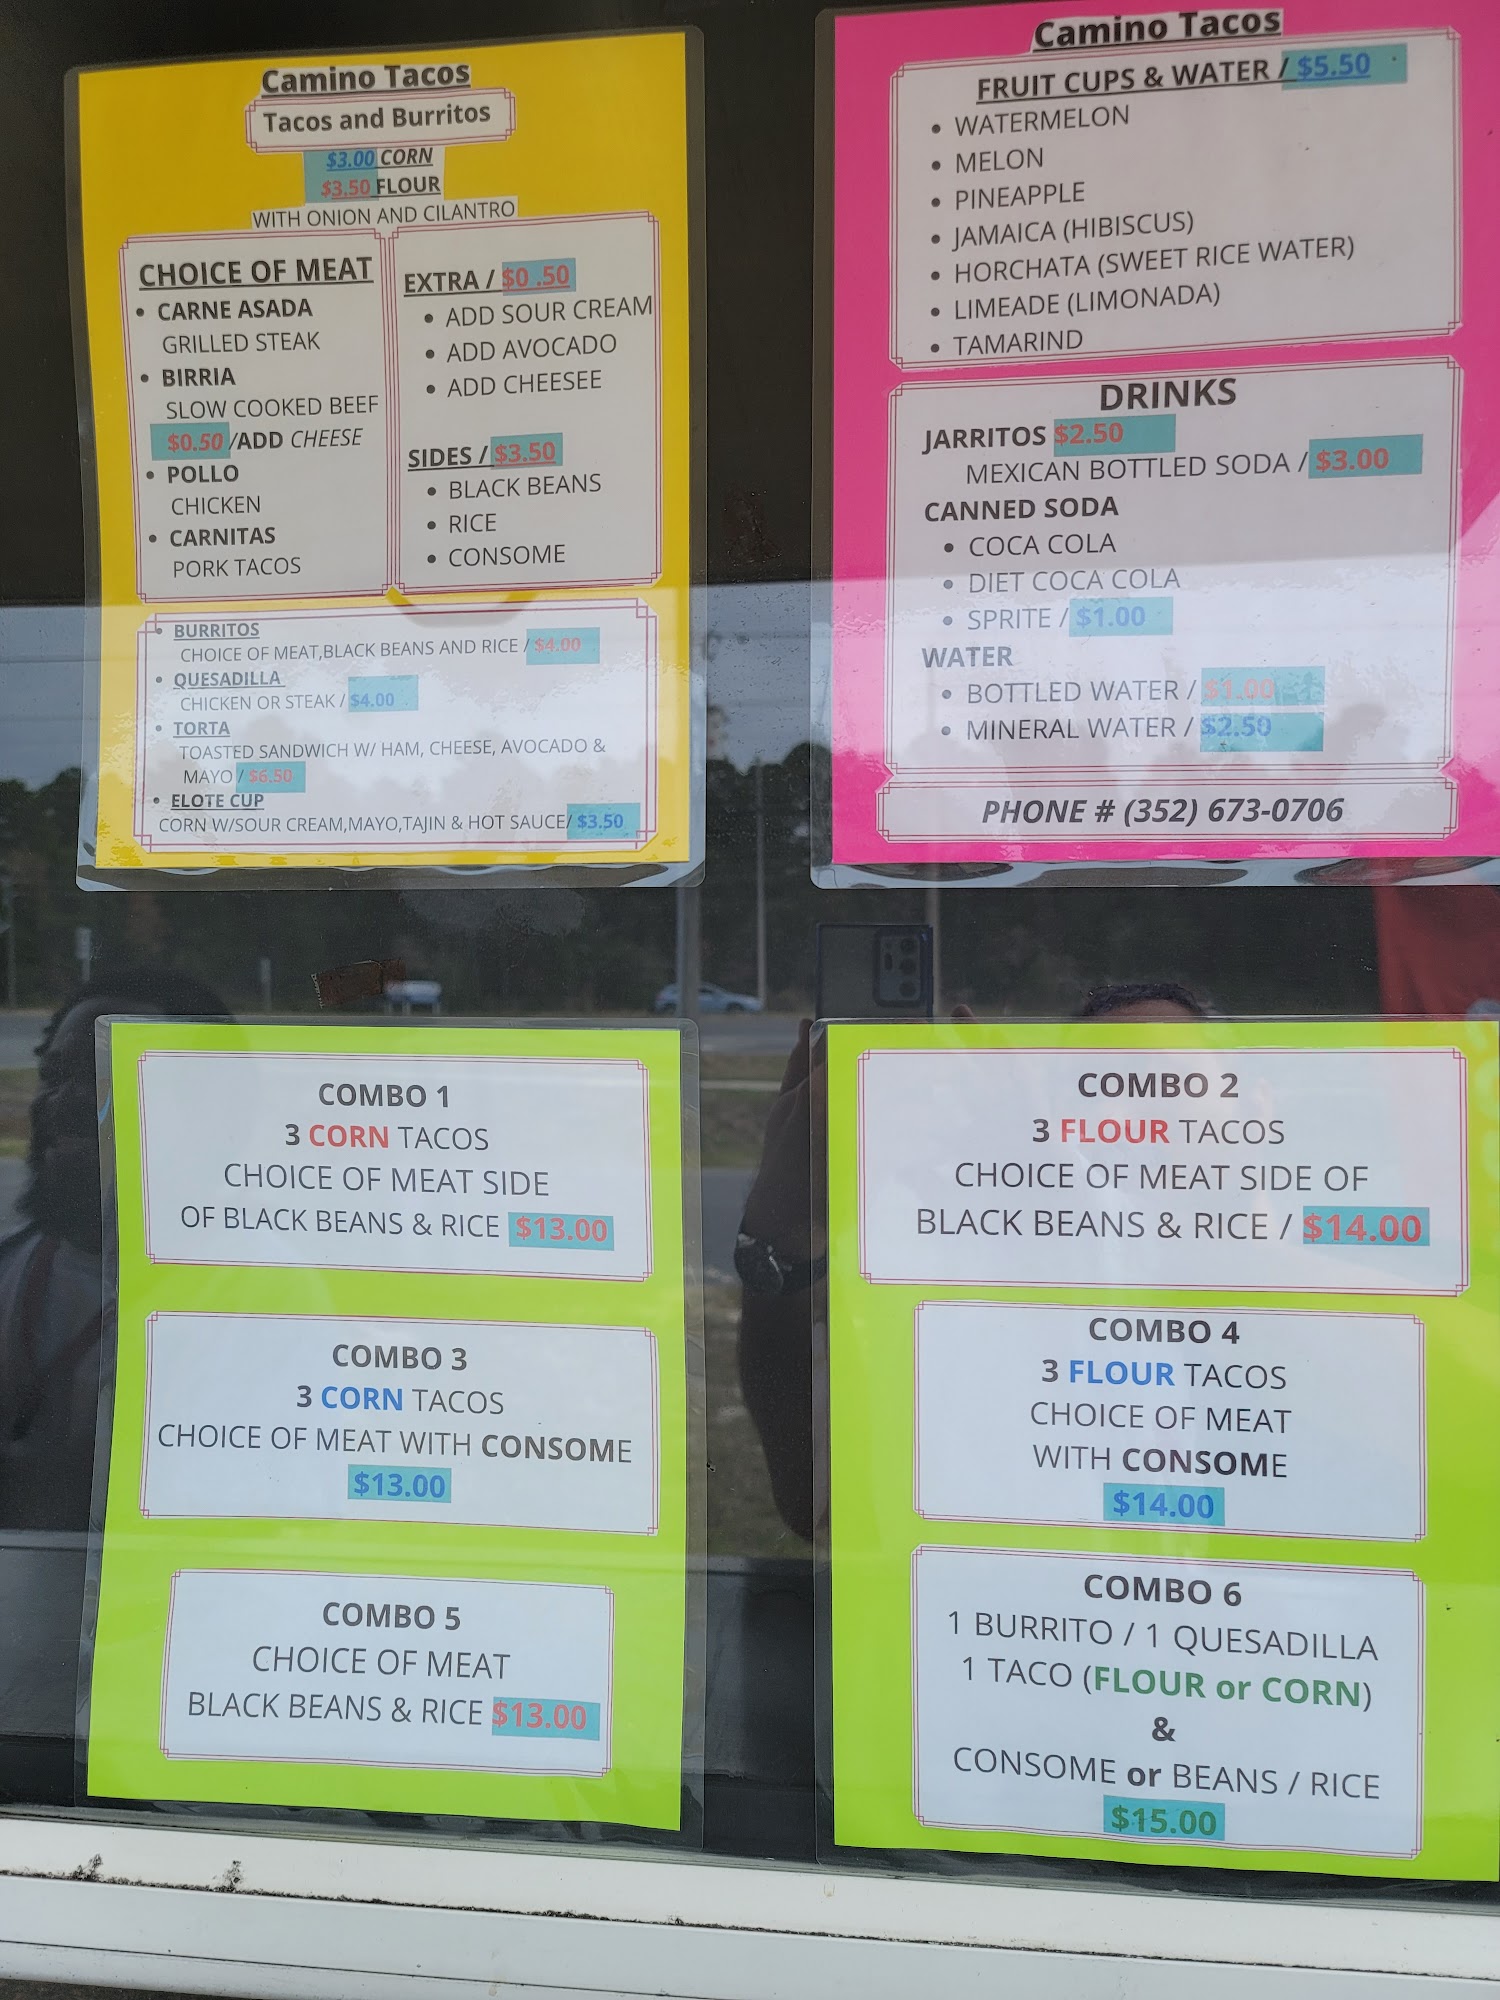 Camino Tacos
Tacos and Burritos
$3.00 CORN
$3.50 FLOUR
WITH ONION AND CILANTRO
CHOICE OF MEAT
• CARNE ASADA
GRILLED STEAK
• BIRRIA
SLOW COOKED BEEF
$0.50 /ADD CHEESE
• POLLO
CHICKEN
• CARNITAS
PORK TACOS
EXTRA / $0 .50
• ADD SOUR CREAM
• ADD AVOCADO
• ADD CHEESEE
SIDES / $3.50
• BLACK BEANS
• RICE
• CONSOME
• BURRITOS
CHOICE OF MEAT,BLACK BEANS AND RICE / $4.00
• QUESADILLA
CHICKEN OR STEAK / $4.00
• TORTA
TOASTED SANDWICH W/ HAM, CHEESE, AVOCADO &
MAYO / $6.50
• ELOTE CUP
CORN W/SOUR CREAM,MAYO,TAJIN & HOT SAUCE/ $3.50
Camino Tacos
FRUIT CUPS & WATER / $5.50
• WATERMELON
• MELON
• PINEAPPLE
• JAMAICA (HIBISCUS)
• HORCHATA (SWEET RICE WATER)
• LIMEADE (LIMONADA)
• TAMARIND
DRINKS
JARRITOS $2.50
MEXICAN BOTTLED SODA / $3.00
CANNED SODA
• COCA COLA
• DIET COCA COLA
• SPRITE / $1.00
WATER
• BOTTLED WATER / $1.00
• MINERAL WATER / $2.50
PHONE # (352) 673-0706
COMBO 1
3 CORN TACOS
CHOICE OF MEAT SIDE
OF BLACK BEANS & RICE $13.00
COMBO 3
3 CORN TACOS
CHOICE OF MEAT WITH CONSOME
$13.00
COMBO 5
CHOICE OF MEAT
BLACK BEANS & RICE $13.00
COMBO 2
3 FLOUR TACOS
CHOICE OF MEAT SIDE OF
BLACK BEANS & RICE / $14.00
COMBO 4
3 FLOUR TACOS
CHOICE OF MEAT
WITH CONSOME
$14.00
COMBO 6
1 BURRITO / 1 QUESADILLA
1 TACO (FLOUR or CORN)
&
CONSOME or BEANS / RICE
$15.00